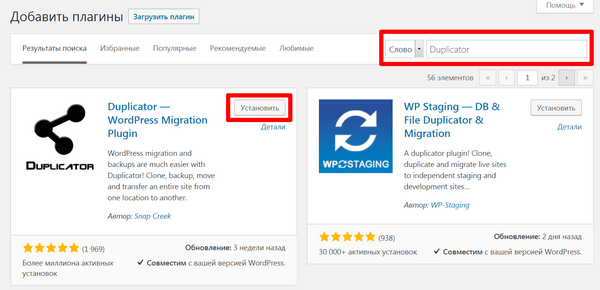 Добавить плагины Загрузить плагин Помощь
Результаты поиска Избранные Популярные Рекомендуемые Любимые Слово Duplicator
56 элементов « ‹ 1 из 2 › »
DUPLICATOR
Duplicator —
WordPress Migration
Plugin
Установить
Детали
WordPress migration and
backups are much easier with
Duplicator! Clone, backup, move
and transfer an entire site from
one location to another.
Автор: Snap Creek
(1 969)
Более миллиона активных
установок
Обновление: 3 недели назад
Совместим с вашей версией WordPress.
WP STAGING
WP Staging — DB &
File Duplicator &
Migration
Установить
Детали
A duplicator plugin! Clone,
duplicate and migrate live sites
to independent staging and
development sites...
Автор: WP-Staging
(938)
30 000+ активных установок
Обновление: 2 дня назад
Совместим с вашей версией WordPress.